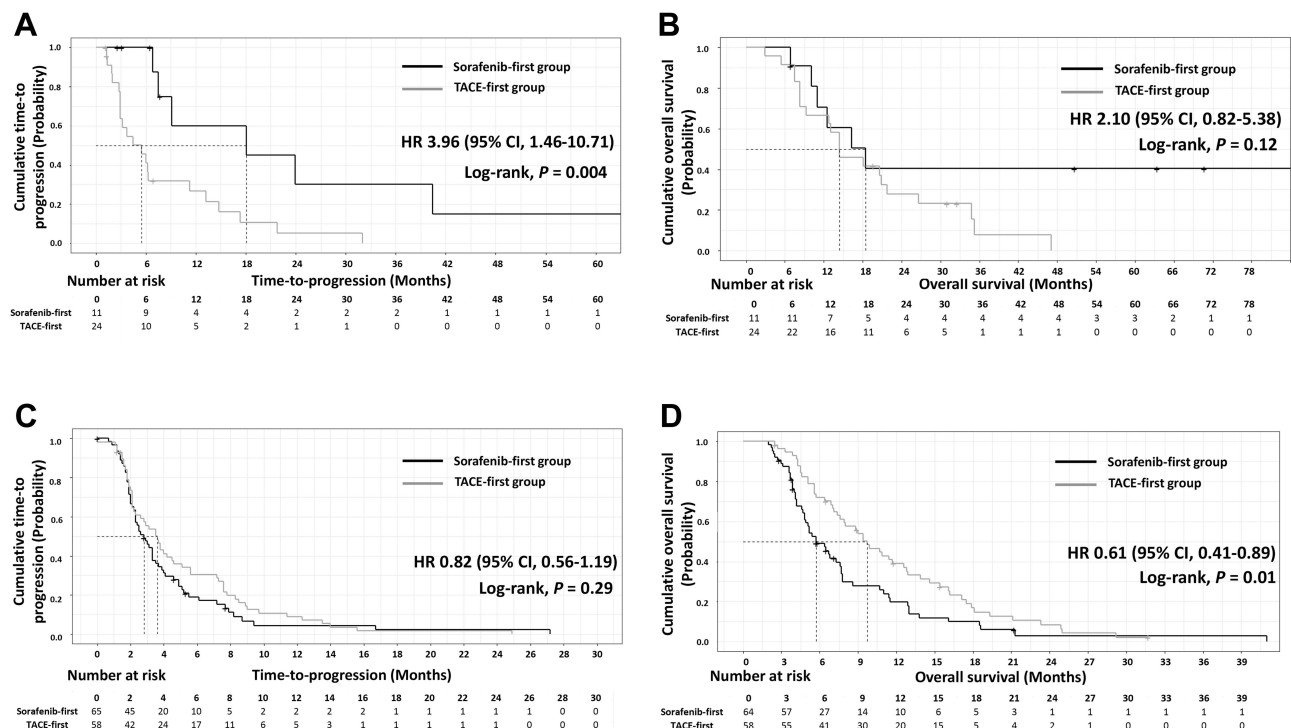 A
Cumulative time-to
progression (Probability)
1.0
0.8
0.6
0.4
0.2
0.0
Sorafenib-first group
TACE-first group
HR 3.96 (95% CI, 1.46-10.71)
Log-rank, P = 0.004
0 6 12 18 24 30 36 42 48 54 60
Number at risk Time-to-progression (Months)
0 6 12 18 24 30 36 42 48 54 60
Sorafenib-first 11 9 4 4 2 2 2 1 1 1 1
TACE-first 24 10 5 2 1 1 0 0 0 0 0
B
Cumulative overall survival
(Probability)
1.0
0.8
0.6
0.4
0.2
0.0
Sorafenib-first group
TACE-first group
HR 2.10 (95% CI, 0.82-5.38)
Log-rank, P = 0.12
0 6 12 18 24 30 36 42 48 54 60 66 72 78
Number at risk Overall survival (Months)
0 6 12 18 24 30 36 42 48 54 60 66 72 78
Sorafenib-first 11 11 7 5 4 4 4 4 4 3 3 2 1 1
TACE-first 24 22 16 11 6 5 1 1 1 0 0 0 0 0
C
Cumulative time-to
progression (Probability)
1.0
0.8
0.6
0.4
0.2
0.0
Sorafenib-first group
TACE-first group
HR 0.82 (95% CI, 0.56-1.19)
Log-rank, P = 0.29
0 2 4 6 8 10 12 14 16 18 20 22 24 26 28 30
Number at risk Time-to-progression (Months)
0 2 4 6 8 10 12 14 16 18 20 22 24 26 28 30
Sorafenib-first 65 45 20 10 5 2 2 2 2 1 1 1 1 1 0 0
TACE-first 58 42 24 17 11 6 5 3 1 1 1 1 1 0 0 0
D
Cumulative overall survival
(Probability)
1.0
0.8
0.6
0.4
0.2
0.0
Sorafenib-first group
TACE-first group
HR 0.61 (95% CI, 0.41-0.89)
Log-rank, P = 0.01
0 3 6 9 12 15 18 21 24 27 30 33 36 39
Number at risk Overall survival (Months)
0 3 6 9 12 15 18 21 24 27 30 33 36 39
Sorafenib-first 64 57 27 14 10 6 5 3 1 1 1 1 1 1
TACE-first 58 55 41 30 20 15 5 4 2 1 0 0 0 0